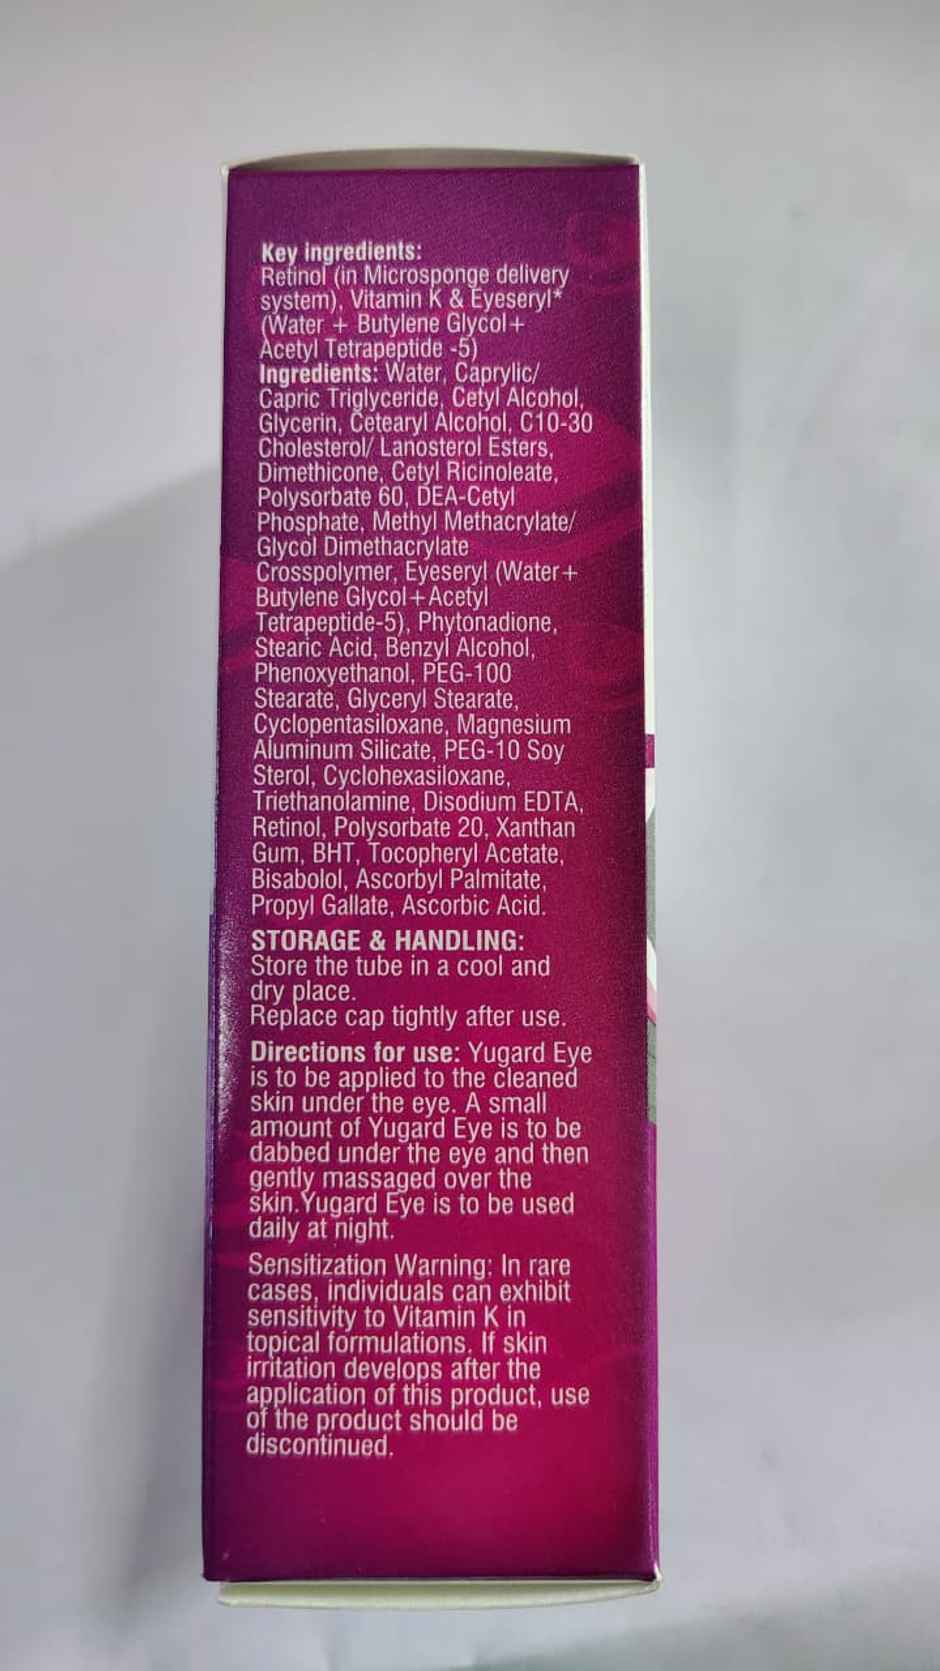 Key ingredients:
Retinol (in Microsponge delivery
system), Vitamin K & Eyeseryl*
(Water + Butylene Glycol+
Acetyl Tetrapeptide -5)
Ingredients: Water, Caprylic/
Capric Triglyceride, Cetyl Alcohol,
Glycerin, Cetearyl Alcohol, C10-30
Cholesterol/ Lanosterol Esters,
Dimethicone, Cetyl Ricinoleate,
Polysorbate 60, DEA-Cetyl
Phosphate, Methyl Methacrylate/
Glycol Dimethacrylate
Crosspolymer, Eyeseryl (Water+
Butylene Glycol+Acetyl
Tetrapeptide-5), Phytonadione,
Stearic Acid, Benzyl Alcohol,
Phenoxyethanol, PEG-100
Stearate, Glyceryl Stearate,
Cyclopentasiloxane, Magnesium
Aluminum Silicate, PEG-10 Soy
Sterol, Cyclohexasiloxane,
Triethanolamine, Disodium EDTA,
Retinol, Polysorbate 20, Xanthan
Gum, BHT, Tocopheryl Acetate,
Bisabolol, Ascorbyl Palmitate,
Propyl Gallate, Ascorbic Acid.
STORAGE & HANDLING:
Store the tube in a cool and
dry place.
Replace cap tightly after use.
Directions for use: Yugard Eye
is to be applied to the cleaned
skin under the eye. A small
amount of Yugard Eye is to be
dabbed under the eye and then
gently massaged over the
skin.Yugard Eye is to be used
daily at night.
Sensitization Warning: In rare
cases, individuals can exhibit
sensitivity to Vitamin K in
topical formulations. If skin
irritation develops after the
application of this product, use
of the product should be
discontinued.